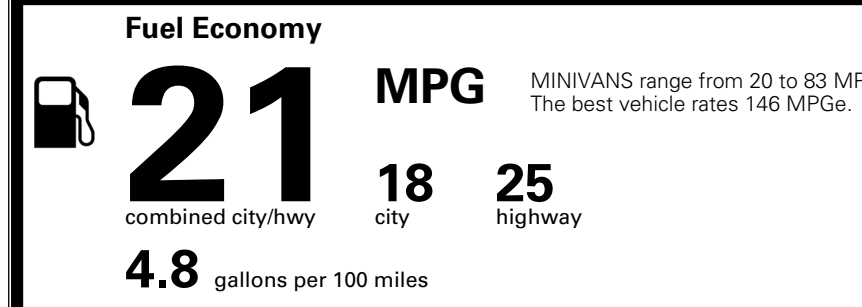 Fuel Economy
21 MPG
MINIVANS range from 20 to 83 MP
The best vehicle rates 146 MPGe.
combined city/hwy
18
city
25
highway
4.8 gallons per 100 miles